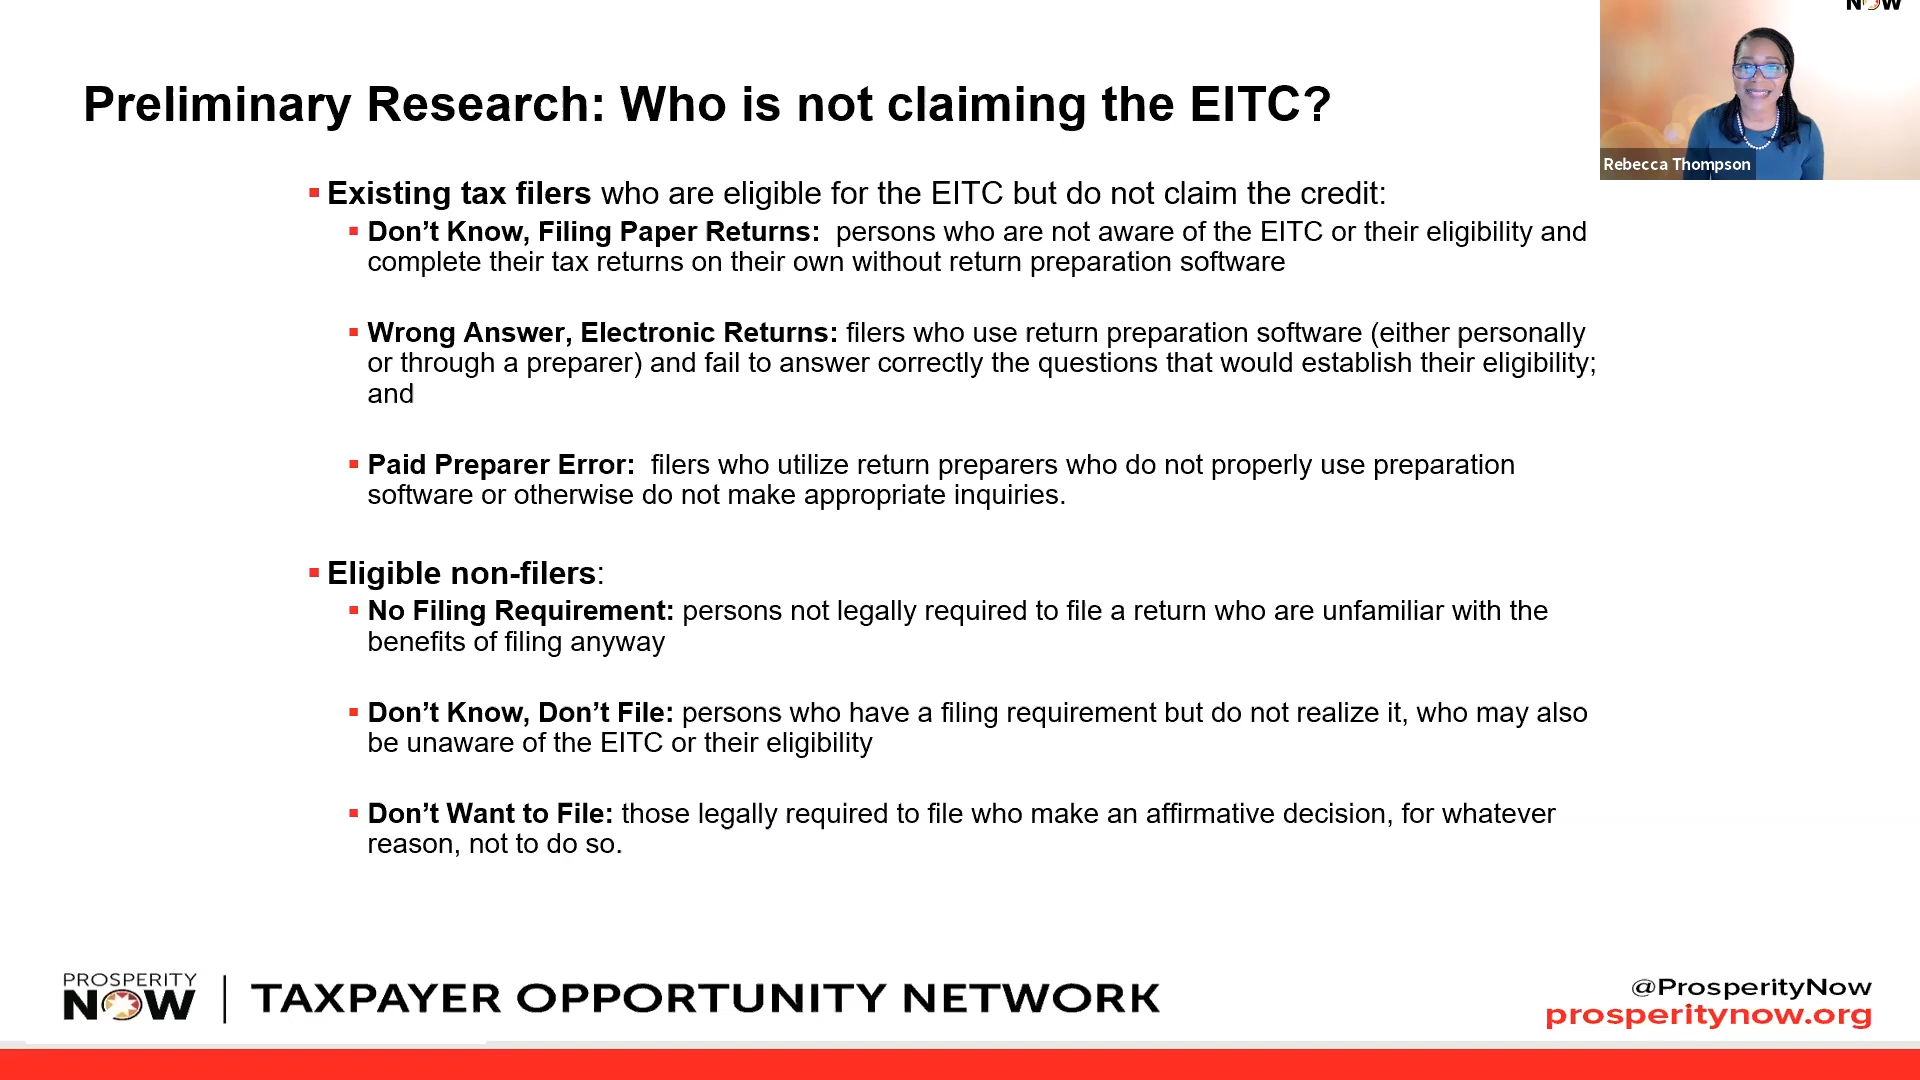 NOW
Preliminary Research: Who is not claiming the EITC?
Rebecca Thompson
▪ Existing tax filers who are eligible for the EITC but do not claim the credit:
▪ Don’t Know, Filing Paper Returns:  persons who are not aware of the EITC or their eligibility and
complete their tax returns on their own without return preparation software
▪ Wrong Answer, Electronic Returns: filers who use return preparation software (either personally
or through a preparer) and fail to answer correctly the questions that would establish their eligibility;
and
▪ Paid Preparer Error:  filers who utilize return preparers who do not properly use preparation
software or otherwise do not make appropriate inquiries.
▪ Eligible non-filers:
▪ No Filing Requirement: persons not legally required to file a return who are unfamiliar with the
benefits of filing anyway
▪ Don’t Know, Don’t File: persons who have a filing requirement but do not realize it, who may also
be unaware of the EITC or their eligibility
▪ Don’t Want to File: those legally required to file who make an affirmative decision, for whatever
reason, not to do so.
PROSPERITY
NOW
TAXPAYER OPPORTUNITY NETWORK
@ProsperityNow
prosperitynow.org